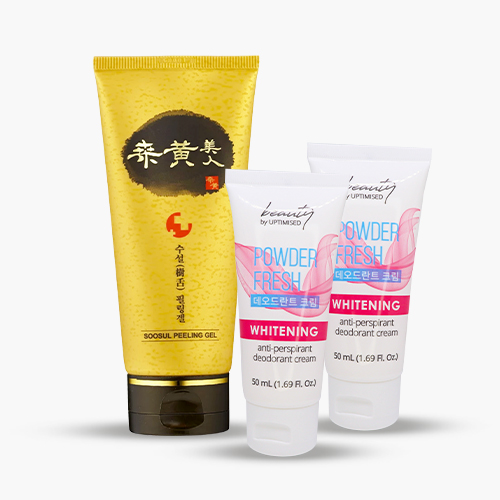 桑黃美人
수설(樹舌) 필링겔
SOOSUL PEELING GEL
beauty
by UPTIMISED
POWDER
FRESH
데오드란트 크림
WHITENING
anti-perspirant
deodorant cream
50 mL (1.69 Fl. Oz.)
beauty
by UPTIMISED
POWDER
FRESH
데오드란트 크림
WHITENING
anti-perspirant
deodorant cream
50 mL (1.69 Fl. Oz.)